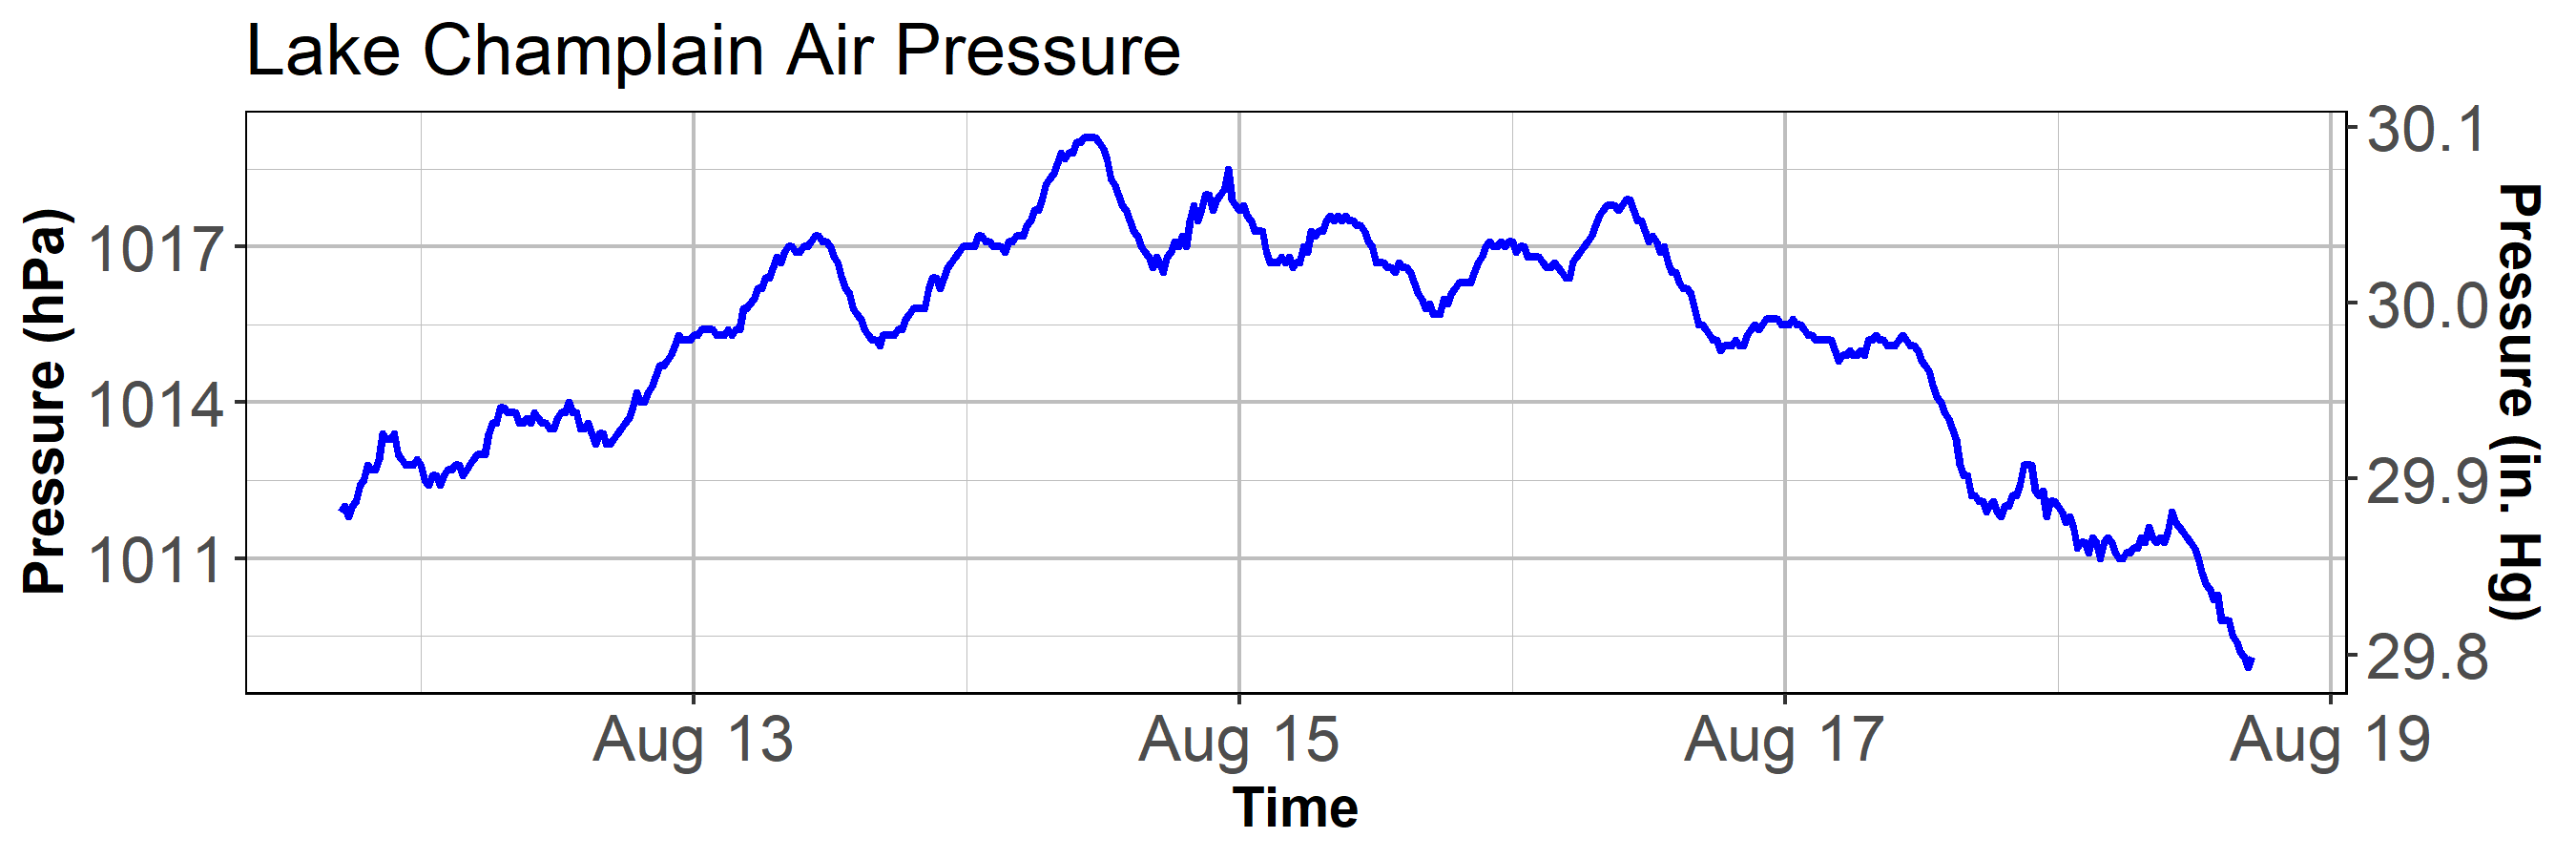 Lake Champlain Air Pressure
Pressure (hPa)
1017
1014
1011
30.1
30.0
29.9
29.8
Pressure (in. Hg)
Aug 13
Aug 15
Aug 17
Aug 19
Time